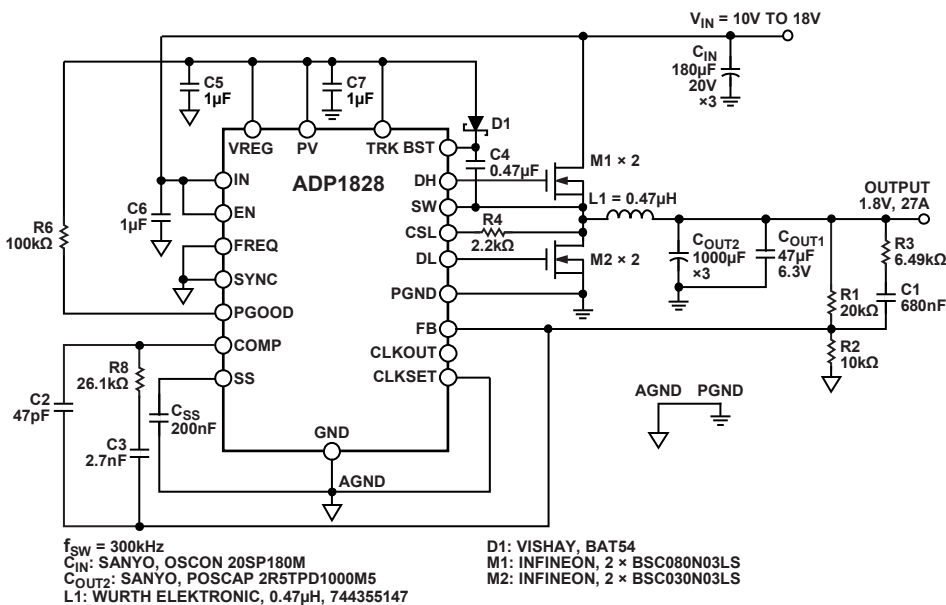 V_IN = 10V TO 18V
C_IN
180µF
20V
×3
C5
1µF
C7
1µF
D1
VREG
PV
TRK
BST
C4
0.47µF
M1 × 2
IN
ADP1828
DH
L1 = 0.47µH
OUTPUT
1.8V, 27A
EN
SW
C6
1µF
R6
100kΩ
CSL
R4
2.2kΩ
FREQ
DL
M2 × 2
C_OUT2
1000µF
×3
C_OUT1
47µF
6.3V
R3
6.49kΩ
SYNC
PGND
C1
680nF
PGOOD
FB
R1
20kΩ
COMP
CLKOUT
R2
10kΩ
R8
26.1kΩ
SS
CLKSET
C2
47pF
C_SS
200nF
AGND PGND
C3
2.7nF
GND
AGND
f_SW = 300kHz
C_IN: SANYO, OSCON 20SP180M
C_OUT2: SANYO, POSCAP 2R5TPD1000M5
L1: WURTH ELEKTRONIC, 0.47µH, 744355147
D1: VISHAY, BAT54
M1: INFINEON, 2 × BSC080N03LS
M2: INFINEON, 2 × BSC030N03LS